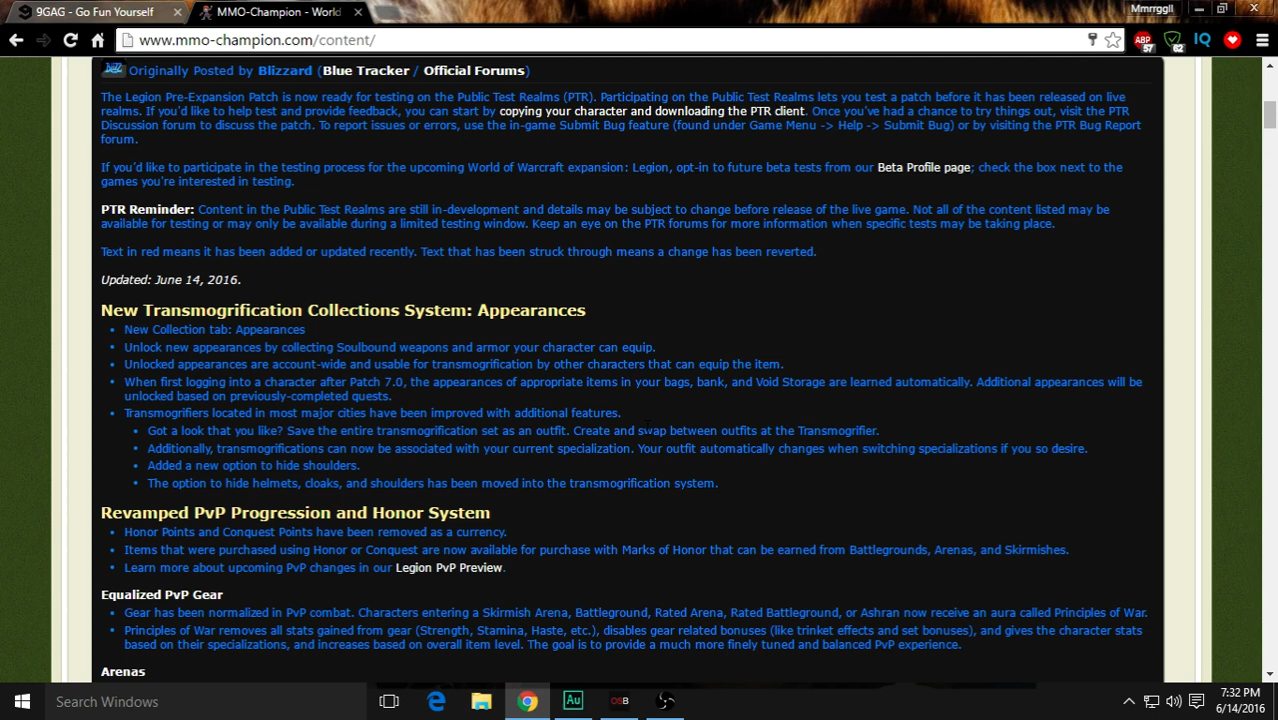 9GAG - Go Fun Yourself
MMO-Champion - World
Mmrrggll
www.mmo-champion.com/content/
ABP
57
62
IQ
Originally Posted by Blizzard (Blue Tracker / Official Forums)
The Legion Pre-Expansion Patch is now ready for testing on the Public Test Realms (PTR). Participating on the Public Test Realms lets you test a patch before it has been released on live
realms. If you'd like to help test and provide feedback, you can start by copying your character and downloading the PTR client. Once you've had a chance to try things out, visit the PTR
Discussion forum to discuss the patch. To report issues or errors, use the in-game Submit Bug feature (found under Game Menu -> Help -> Submit Bug) or by visiting the PTR Bug Report
forum.
If you'd like to participate in the testing process for the upcoming World of Warcraft expansion: Legion, opt-in to future beta tests from our Beta Profile page; check the box next to the
games you're interested in testing.
PTR Reminder: Content in the Public Test Realms are still in-development and details may be subject to change before release of the live game. Not all of the content listed may be
available for testing or may only be available during a limited testing window. Keep an eye on the PTR forums for more information when specific tests may be taking place.
Text in red means it has been added or updated recently. Text that has been struck through means a change has been reverted.
Updated: June 14, 2016.
New Transmogrification Collections System: Appearances
• New Collection tab: Appearances
• Unlock new appearances by collecting Soulbound weapons and armor your character can equip.
• Unlocked appearances are account-wide and usable for transmogrification by other characters that can equip the item.
• When first logging into a character after Patch 7.0, the appearances of appropriate items in your bags, bank, and Void Storage are learned automatically. Additional appearances will be
unlocked based on previously-completed quests.
• Transmogrifiers located in most major cities have been improved with additional features.
• Got a look that you like? Save the entire transmogrification set as an outfit. Create and swap between outfits at the Transmogrifier.
• Additionally, transmogrifications can now be associated with your current specialization. Your outfit automatically changes when switching specializations if you so desire.
• Added a new option to hide shoulders.
• The option to hide helmets, cloaks, and shoulders has been moved into the transmogrification system.
Revamped PvP Progression and Honor System
• Honor Points and Conquest Points have been removed as a currency.
• Items that were purchased using Honor or Conquest are now available for purchase with Marks of Honor that can be earned from Battlegrounds, Arenas, and Skirmishes.
• Learn more about upcoming PvP changes in our Legion PvP Preview.
Equalized PvP Gear
• Gear has been normalized in PvP combat. Characters entering a Skirmish Arena, Battleground, Rated Arena, Rated Battleground, or Ashran now receive an aura called Principles of War.
• Principles of War removes all stats gained from gear (Strength, Stamina, Haste, etc.), disables gear related bonuses (like trinket effects and set bonuses), and gives the character stats
based on their specializations, and increases based on overall item level. The goal is to provide a much more finely tuned and balanced PvP experience.
Arenas
Search Windows
Au
OSB
7:32 PM
6/14/2016